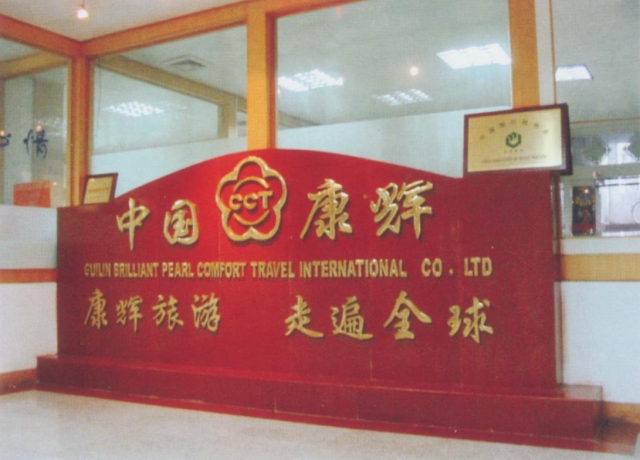 中国 CCT 康辉
GUILIN BRILLIANT PEARL COMFORT TRAVEL INTERNATIONAL CO . LTD
康辉旅游 走遍全球
情